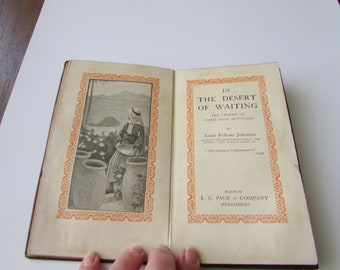 IN
THE DESERT
OF WAITING
THE LEGEND OF
CAMELBACK MOUNTAIN
BY
Annie Fellows Johnston
BOSTON
L. C. PAGE & COMPANY
PUBLISHERS